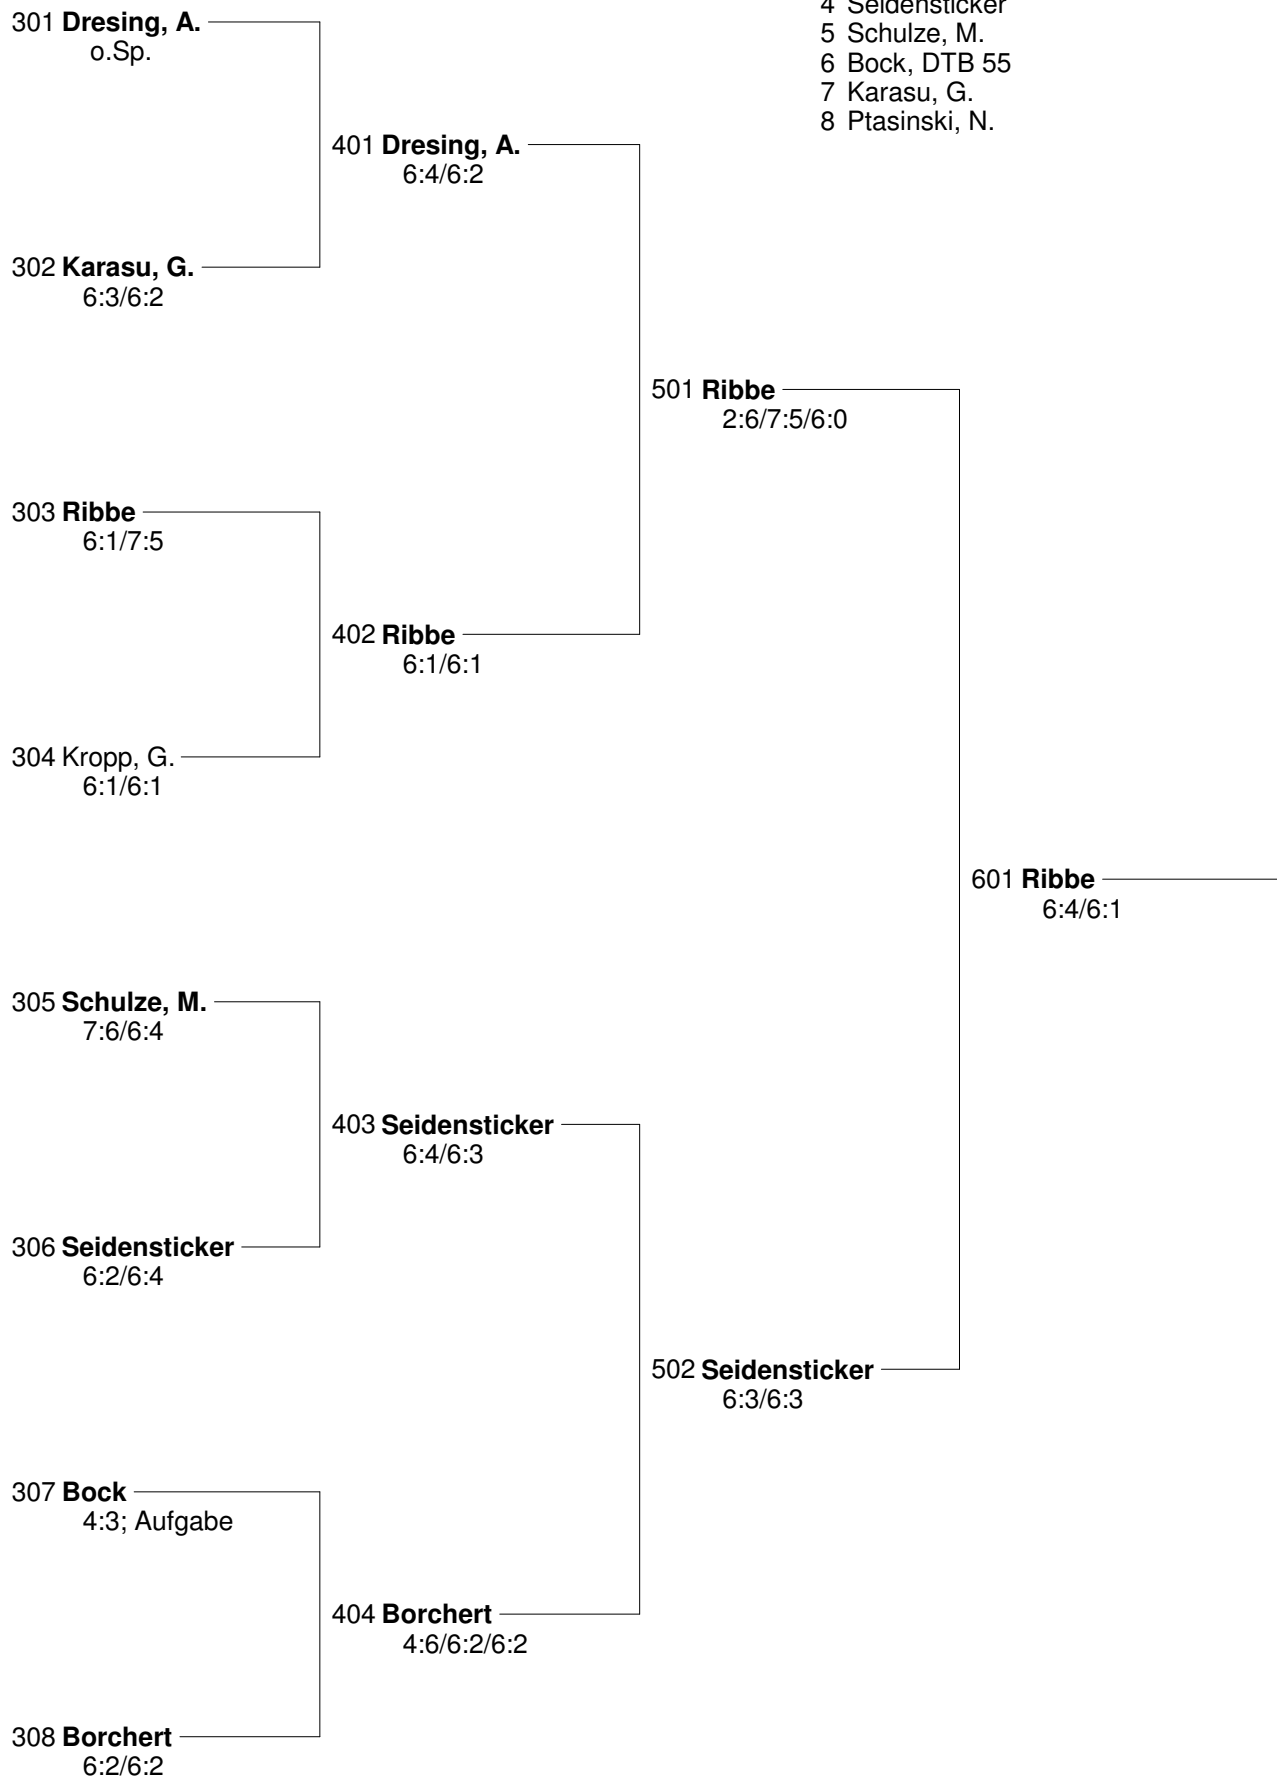 4 Seidensticker
301 Dresing, A.
o.Sp.
5 Schulze, M.
6 Bock, DTB 55
7 Karasu, G.
8 Ptasinski, N.
401 Dresing, A.
6:4/6:2
302 Karasu, G.
6:3/6:2
501 Ribbe
2:6/7:5/6:0
303 Ribbe
6:1/7:5
402 Ribbe
6:1/6:1
304 Kropp, G.
6:1/6:1
601 Ribbe
6:4/6:1
305 Schulze, M.
7:6/6:4
403 Seidensticker
6:4/6:3
306 Seidensticker
6:2/6:4
502 Seidensticker
6:3/6:3
307 Bock
4:3; Aufgabe
404 Borchert
4:6/6:2/6:2
308 Borchert
6:2/6:2